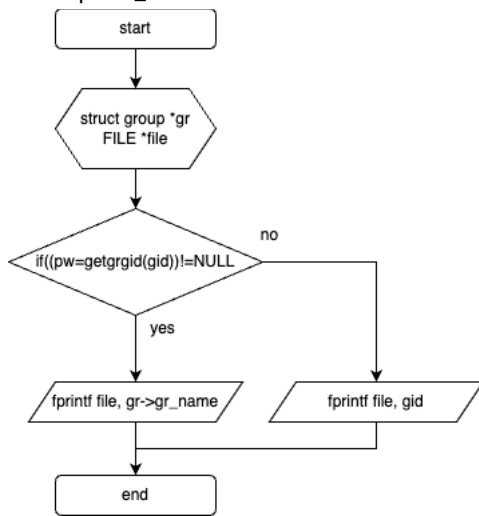 start
struct group *gr
FILE *file
if((pw=getgrgid(gid))!=NULL
no
yes
fprintf file, gr->gr_name
fprintf file, gid
end